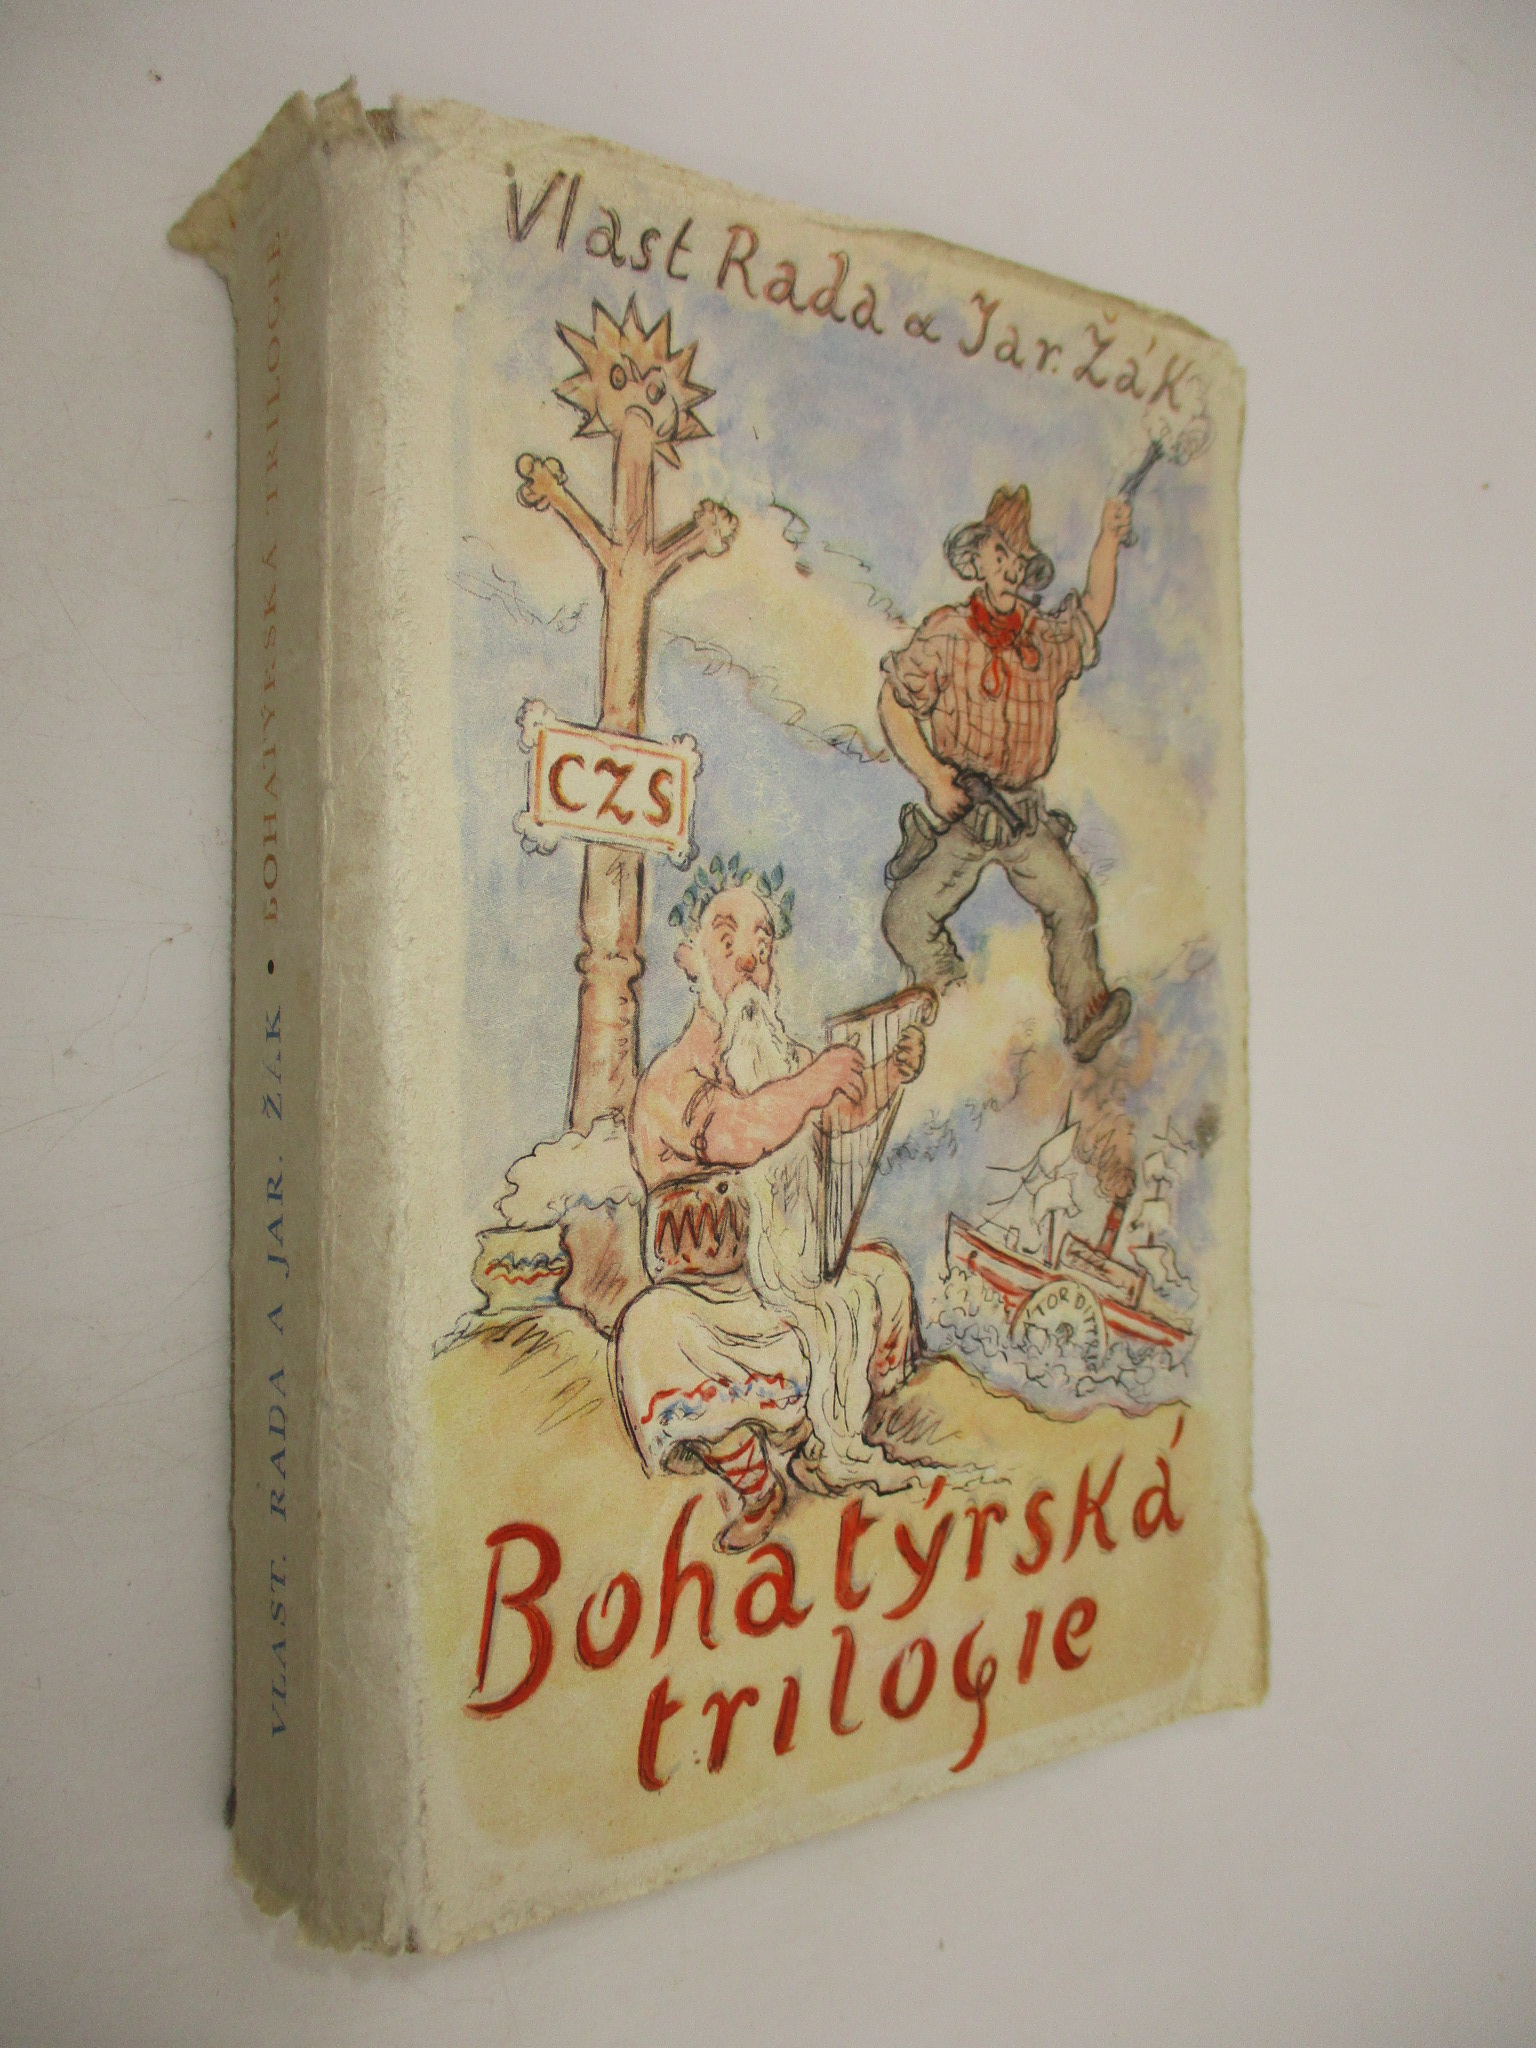 Vlast Rada a Jar. Žák
CZS
Bohatýrská
trilogie
VLAST. RADA A JAR. ŽÁK • BOHATÝRSKÁ TRILOGIE